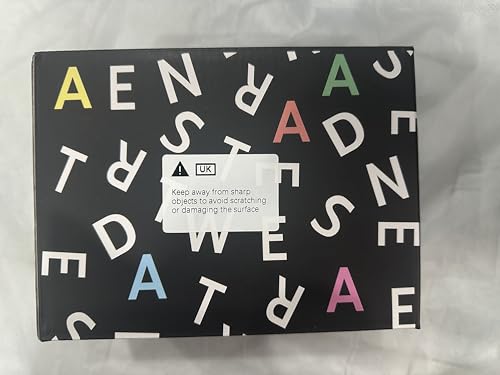 A E N R A S
T R S T A D E
D R I T E S N
E A W E S E
S E T R A E
UK
Keep away from sharp
objects to avoid scratching
or damaging the surface